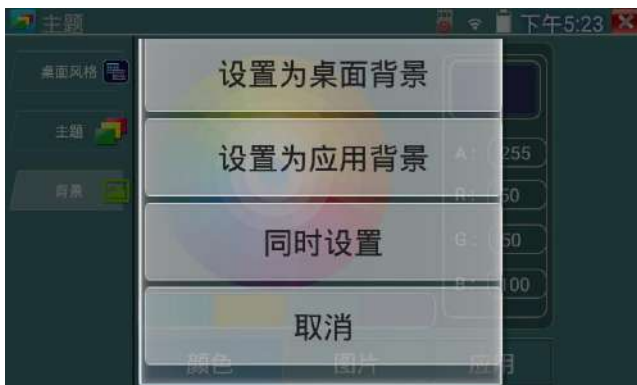 主题
下午5:23
桌面风格
主题
背景
设置为桌面背景
设置为应用背景
同时设置
取消
A: 255
R: 50
G: 50
B: 100
颜色
图片
应用